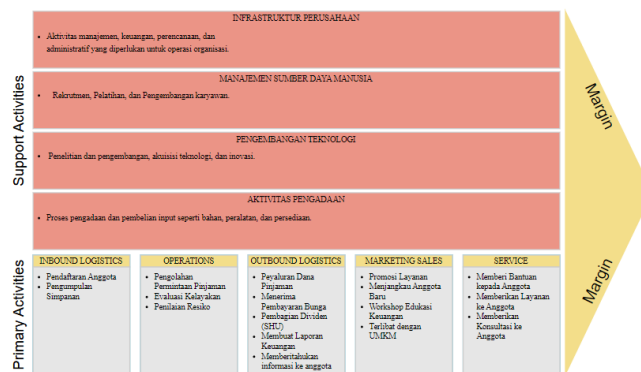 INFRASTRUKTUR PERUSAHAAN
• Aktivitas manajemen, keuangan, perencanaan, dan
administratif yang diperlukan untuk operasi organisasi.
MANAJEMEN SUMBER DAYA MANUSIA
• Rekrutmen, Pelatihan, dan Pengembangan karyawan.
PENGEMBANGAN TEKNOLOGI
• Penelitian dan pengembangan, akuisisi teknologi, dan inovasi.
AKTIVITAS PENGADAAN
• Proses pengadaan dan pembelian input seperti bahan, peralatan, dan persediaan.
Support Activities
Margin
Primary Activities
INBOUND LOGISTICS
• Pendaftaran Anggota
• Pengumpulan
Simpanan
OPERATIONS
• Pengolahan
Permintaan Pinjaman
• Evaluasi Kelayakan
• Penilaian Resiko
OUTBOUND LOGISTICS
• Peyaluran Dana
Pinjaman
• Menerima
Pembayaran Bunga
• Pembagian Dividen
(SHU)
• Membuat Laporan
Keuangan
• Memberitahukan
informasi ke anggota
MARKETING SALES
• Promosi Layanan
• Menjangkau Anggota
Baru
• Workshop Edukasi
Keuangan
• Terlibat dengan
UMKM
SERVICE
• Memberi Bantuan
kepada Anggota
• Memberikan Layanan
ke Anggota
• Memberikan
Konsultasi ke
Anggota
Margin